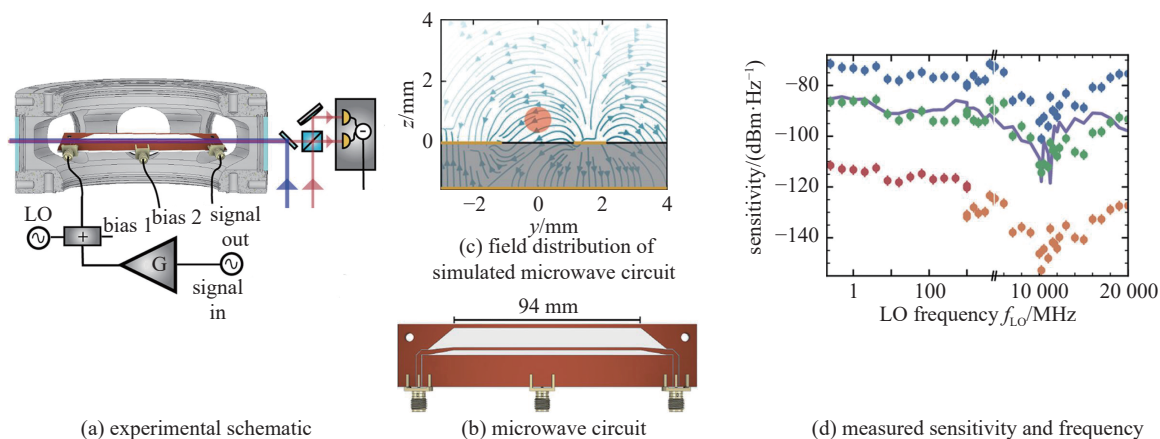 LO
bias 1
bias 2
signal
out
+
G
signal
in
−
4
2
0
z/mm
−2
0
2
4
y/mm
(c) field distribution of
simulated microwave circuit
94 mm
−80
−100
−120
−140
sensitivity/(dBm·Hz⁻¹)
1
100
10 000
20 000
LO frequency f_LO/MHz
(a) experimental schematic
(b) microwave circuit
(d) measured sensitivity and frequency